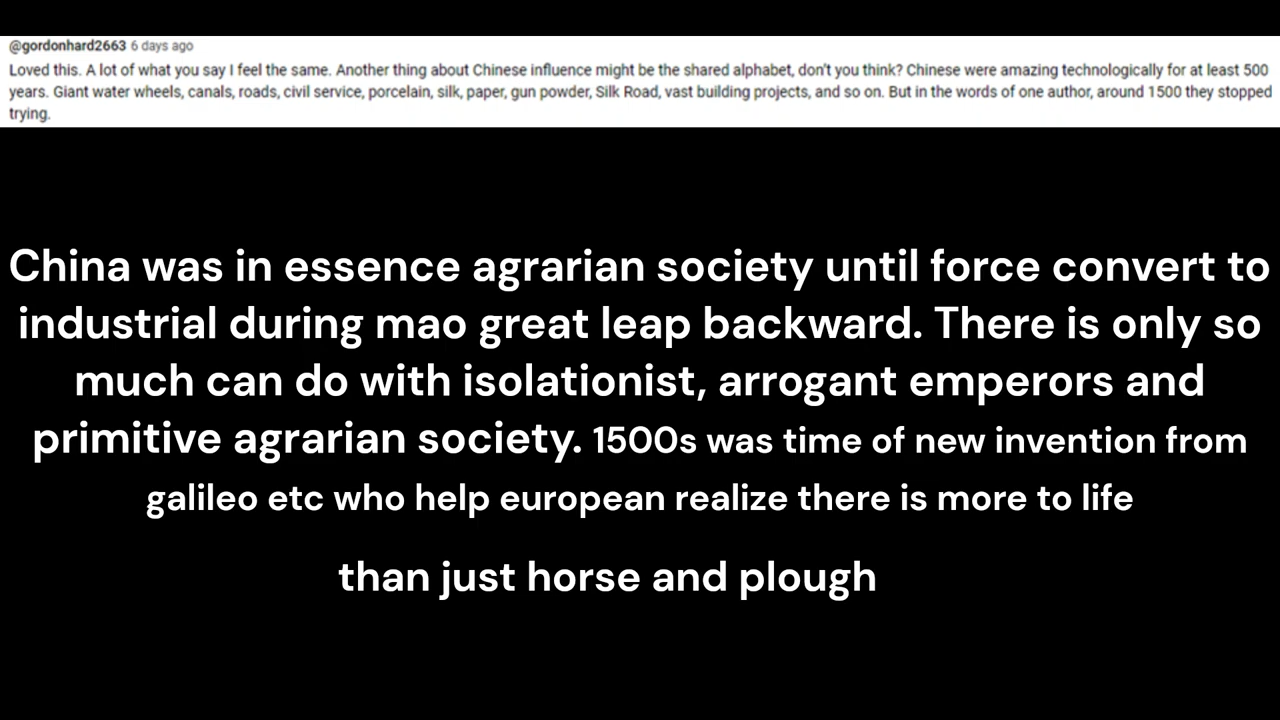 @gordonhard2663 6 days ago
Loved this. A lot of what you say I feel the same. Another thing about Chinese influence might be the shared alphabet, don't you think? Chinese were amazing technologically for at least 500
years. Giant water wheels, canals, roads, civil service, porcelain, silk, paper, gun powder, Silk Road, vast building projects, and so on. But in the words of one author, around 1500 they stopped
trying.
China was in essence agrarian society until force convert to
industrial during mao great leap backward. There is only so
much can do with isolationist, arrogant emperors and
primitive agrarian society. 1500s was time of new invention from
galileo etc who help european realize there is more to life
than just horse and plough